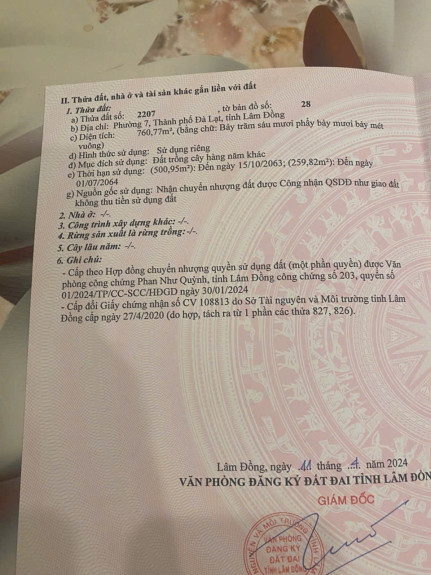 II. Thửa đất, nhà ở và tài sản khác gắn liền với đất
1. Thửa đất:
a) Thửa đất số: 2207 , tờ bản đồ số: 28
b) Địa chỉ: Phường 7, Thành phố Đà Lạt, tỉnh Lâm Đồng
c) Diện tích: 760,77m², (bằng chữ: Bảy trăm sáu mươi phẩy bảy mươi bảy mét
vuông)
d) Hình thức sử dụng: Sử dụng riêng
đ) Mục đích sử dụng: Đất trồng cây hàng năm khác
e) Thời hạn sử dụng: (500,95m²): Đến ngày 15/10/2063; (259,82m²): Đến ngày
01/07/2064
g) Nguồn gốc sử dụng: Nhận chuyển nhượng đất được Công nhận QSDĐ như giao đất
không thu tiền sử dụng đất
2. Nhà ở: -/-.
3. Công trình xây dựng khác: -/-.
4. Rừng sản xuất là rừng trồng:-/-.
5. Cây lâu năm: -/-.
6. Ghi chú:
- Cấp theo Hợp đồng chuyển nhượng quyền sử dụng đất (một phần quyền) được Văn
phòng công chứng Phan Như Quỳnh, tỉnh Lâm Đồng công chứng số 203, quyển số
01/2024/TP/CC-SCC/HĐGD ngày 30/01/2024
- Cấp đổi Giấy chứng nhận số CV 108813 do Sở Tài nguyên và Môi trường tỉnh Lâm
Đồng cấp ngày 27/4/2020 (do hợp, tách ra từ 1 phần các thửa 827, 826).
Lâm Đồng, ngày .11 tháng .4. năm 2024
VĂN PHÒNG ĐĂNG KÝ ĐẤT ĐAI TỈNH LÂM ĐỒN
GIÁM ĐỐC
VĂN PHÒNG
ĐĂNG KÝ
ĐẤT ĐAI
TỈNH LÂM ĐỒNG